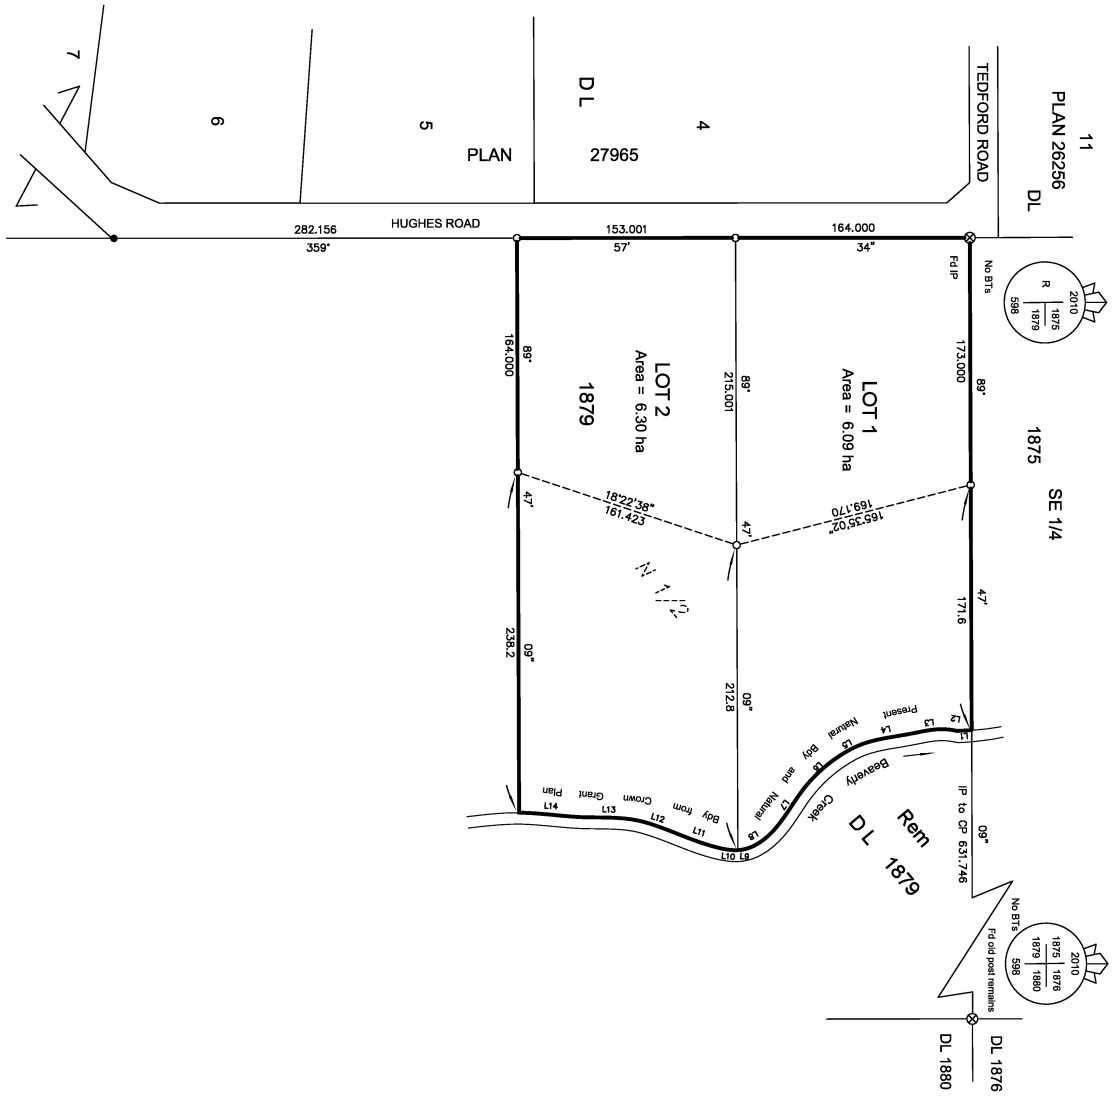 7
6
5
4
D L
PLAN 27965
TEDFORD ROAD
11
PLAN 26256
DL
HUGHES ROAD
282.156
359°
153.001
57'
164.000
34"
Fd IP
No BTs
2010
R
1875
1879
598
164.000
89°
215.001
89°
173.000
89°
LOT 2
Area = 6.30 ha
1879
LOT 1
Area = 6.09 ha
1875
SE 1/4
47'
18°22'38"
161.423
47'
169.170
165°35'02"
N 1/2
238.2
09"
212.8
09"
171.6
47'
Present Natural Bdy and Natural
Bdy from Crown Grant Plan
L1
L2
L3
L4
L5
L6
L7
L8
L9
L10
L11
L12
L13
L14
Beaverly Creek
Rem
D L 1879
IP to CP 631.746
09"
No BTs
Fd old post remains
2010
1875 1876
1879 1880
598
DL 1880
DL 1876